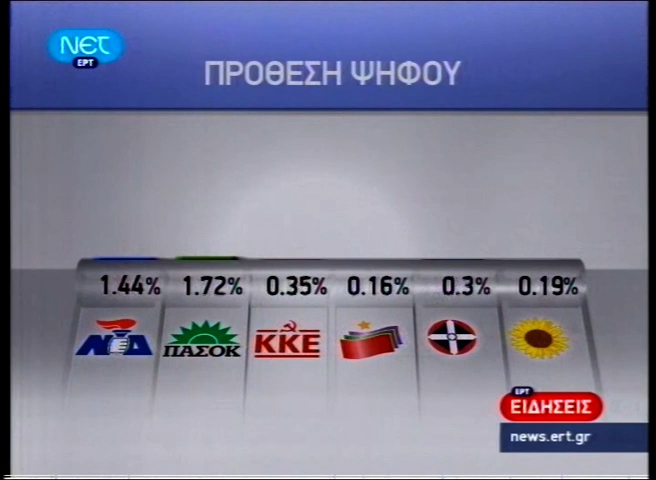 NET
ΕΡΤ
ΠΡΟΘΕΣΗ ΨΗΦΟΥ
1.44% 1.72% 0.35% 0.16% 0.3% 0.19%
ΝΔ ΠΑΣΟΚ ΚΚΕ
ΕΡΤ
ΕΙΔΗΣΕΙΣ
news.ert.gr